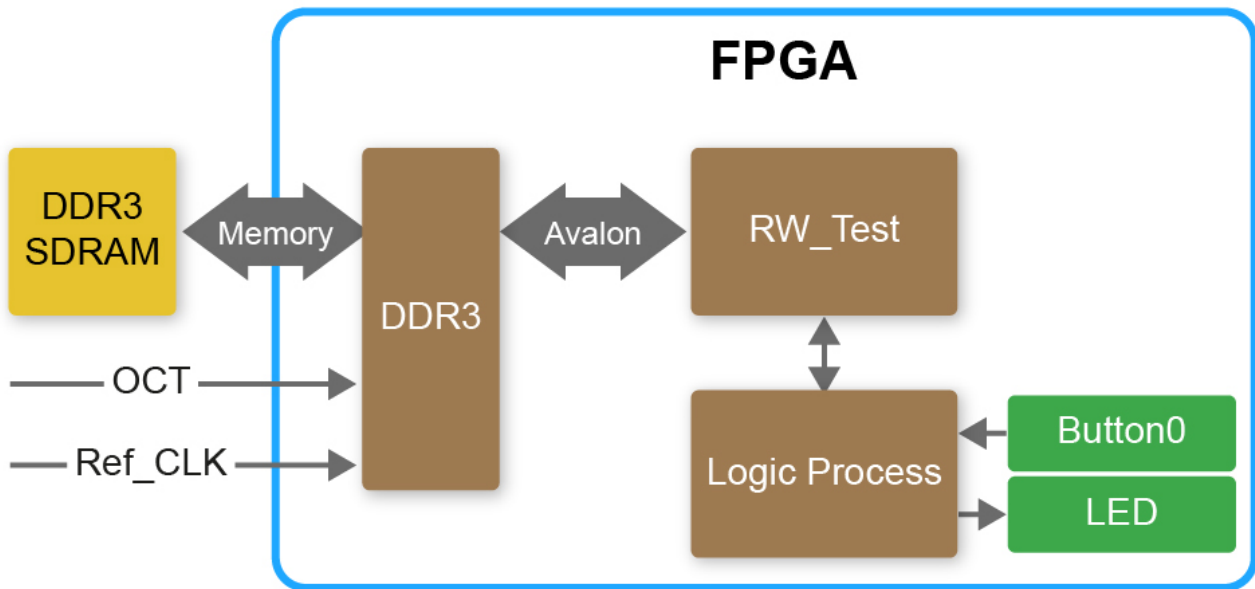 FPGA
DDR3
SDRAM
Memory
DDR3
Avalon
RW_Test
OCT
Ref_CLK
Logic Process
Button0
LED